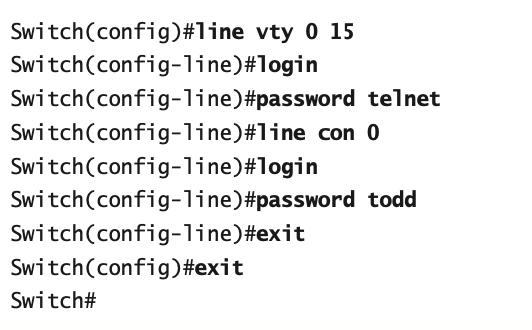 Switch(config)#line vty 0 15
Switch(config-line)#login
Switch(config-line)#password telnet
Switch(config-line)#line con 0
Switch(config-line)#login
Switch(config-line)#password todd
Switch(config-line)#exit
Switch(config)#exit
Switch#